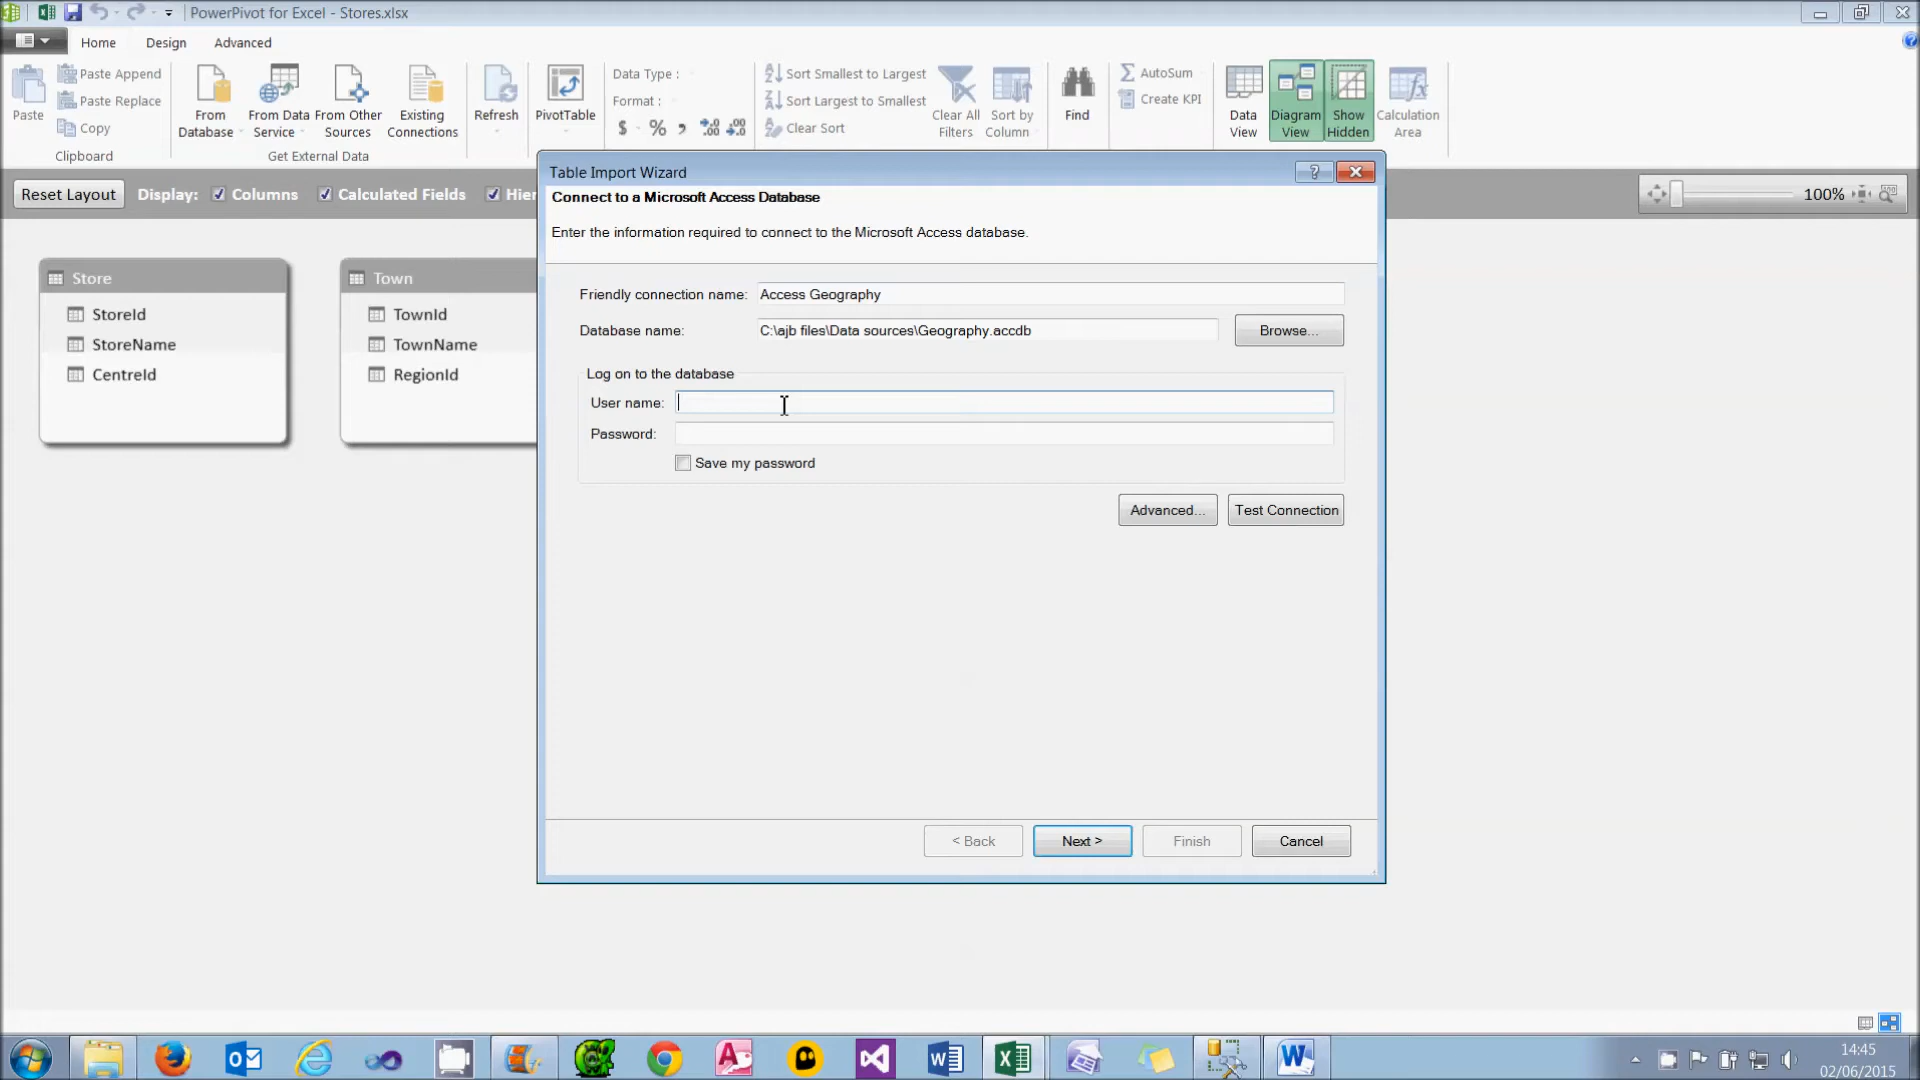 PowerPivot for Excel - Stores.xlsx
Home Design Advanced
Paste
Paste Append
Paste Replace
Copy
Clipboard
From Database
From Data Service
From Other Sources
Existing Connections
Get External Data
Refresh
PivotTable
Data Type :
Format :
$ % , .00 .00
Sort Smallest to Largest
Sort Largest to Smallest
Clear Sort
Clear All Filters
Sort by Column
Find
AutoSum
Create KPI
Data View
Diagram View
Show Hidden
Calculation Area
Reset Layout Display: Columns Calculated Fields Hier 100%
Table Import Wizard
Connect to a Microsoft Access Database
Enter the information required to connect to the Microsoft Access database.
Friendly connection name: Access Geography
Database name: C:\ajb files\Data sources\Geography.accdb Browse...
Log on to the database
User name:
Password:
Save my password
Advanced... Test Connection
< Back Next > Finish Cancel
Store
StoreId
StoreName
CentreId
Town
TownId
TownName
RegionId
14:45
02/06/2015